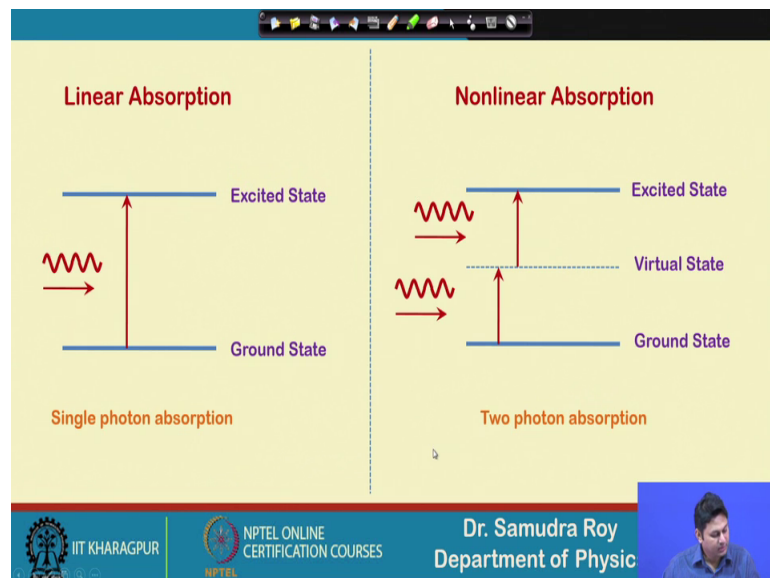 Linear Absorption
Nonlinear Absorption
Excited State
Ground State
Single photon absorption
Excited State
Virtual State
Ground State
Two photon absorption
IIT KHARAGPUR
NPTEL
NPTEL ONLINE
CERTIFICATION COURSES
Dr. Samudra Roy
Department of Physic